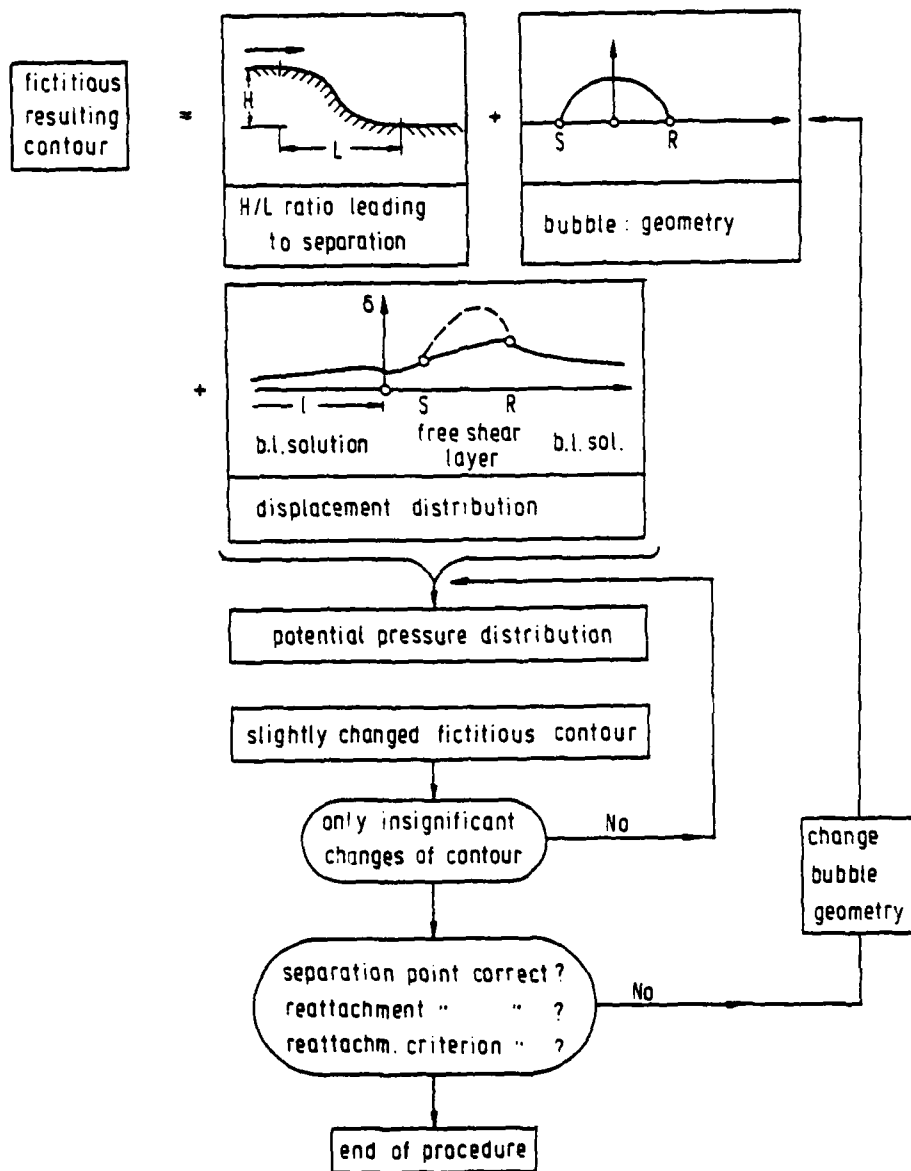 fictitious
resulting
contour
≈
H
L
H/L ratio leading
to separation
+
S
R
bubble : geometry
+
δ
l
S
R
b.l. solution
free shear
layer
b.l. sol.
displacement distribution
potential pressure distribution
slightly changed fictitious contour
only insignificant
changes of contour
No
change
bubble
geometry
separation point correct ?
reattachment " " ?
reattachm. criterion " ?
No
end of procedure